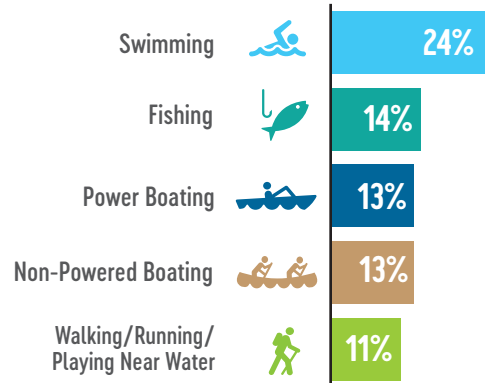 Swimming 24%
Fishing 14%
Power Boating 13%
Non-Powered Boating 13%
Walking/Running/
Playing Near Water 11%